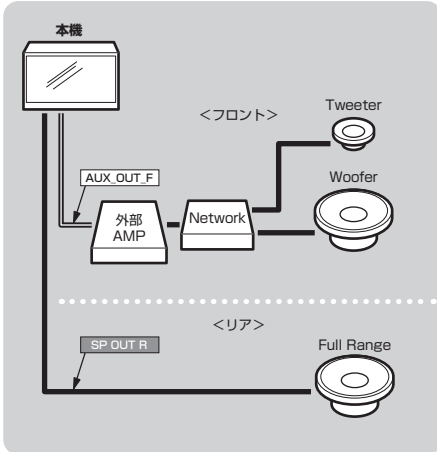 本機
<フロント>
Tweeter
AUX_OUT_F
Woofer
外部
AMP
Network
<リア>
SP OUT R
Full Range